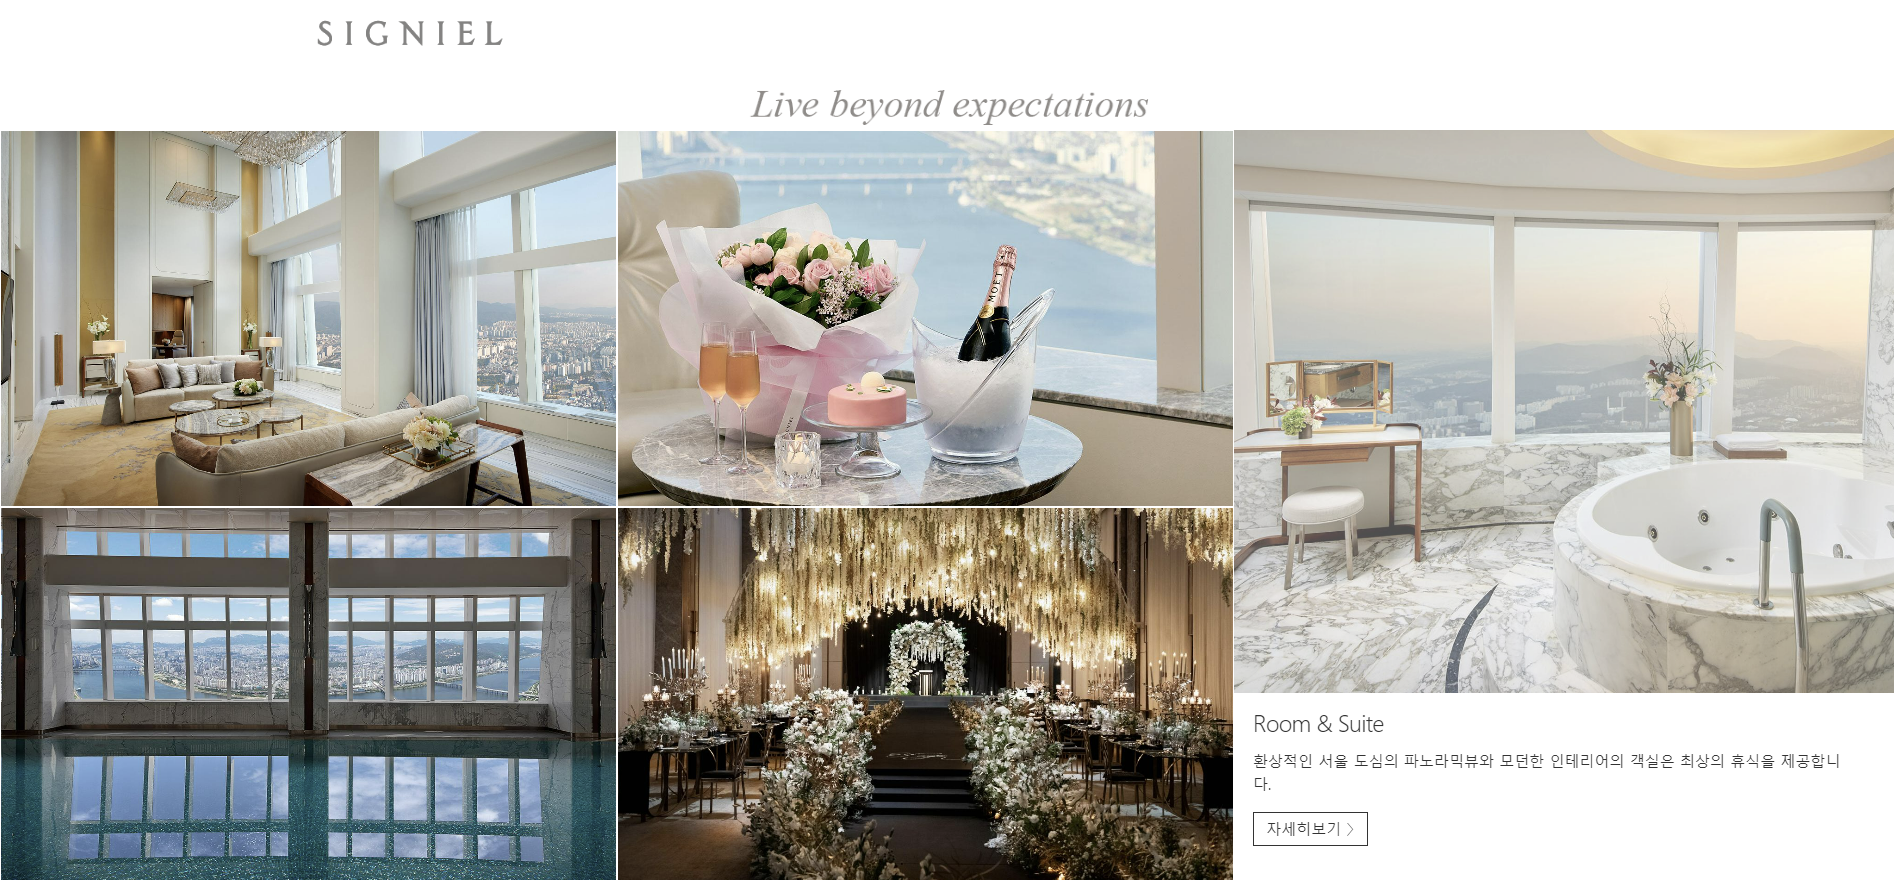 SIGNIEL
Live beyond expectations
MOËT
Room & Suite
환상적인 서울 도심의 파노라믹뷰와 모던한 인테리어의 객실은 최상의 휴식을 제공합니
다.
자세히보기 〉